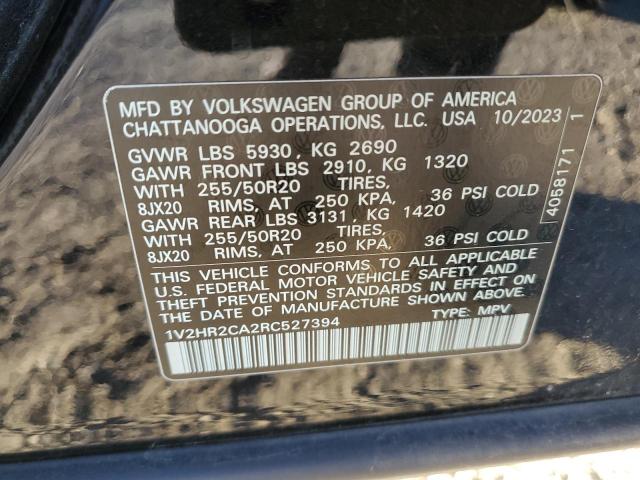 MFD BY VOLKSWAGEN GROUP OF AMERICA
CHATTANOOGA OPERATIONS, LLC. USA 10/2023
GVWR LBS 5930, KG 2690
GAWR FRONT LBS 2910, KG 1320
WITH 255/50R20 TIRES,
8JX20 RIMS, AT 250 KPA, 36 PSI COLD
GAWR REAR LBS 3131, KG 1420
WITH 255/50R20 TIRES,
8JX20 RIMS, AT 250 KPA, 36 PSI COLD
THIS VEHICLE CONFORMS TO ALL APPLICABLE
U.S. FEDERAL MOTOR VEHICLE SAFETY AND
THEFT PREVENTION STANDARDS IN EFFECT ON
THE DATE OF MANUFACTURE SHOWN ABOVE.
1V2HR2CA2RC527394 TYPE: MPV
4058171 1